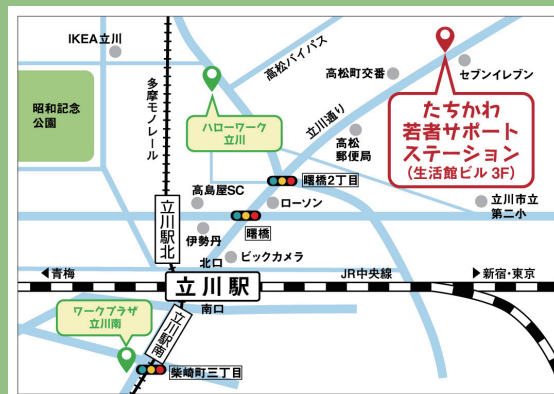 IKEA立川
高松バイパス
昭和記念
公園
多摩モノレール
ハローワーク
立川
高松町交番
立川通り
セブンイレブン
たちかわ
若者サポート
ステーション
(生活館ビル 3F)
高松
郵便局
曙橋2丁目
高島屋SC
ローソン
立川市立
第二小
立川駅北
伊勢丹
曙橋
北口
ビックカメラ
青梅
JR中央線
新宿・東京
立川駅
南口
ワークプラザ
立川南
立川駅南
柴崎町三丁目